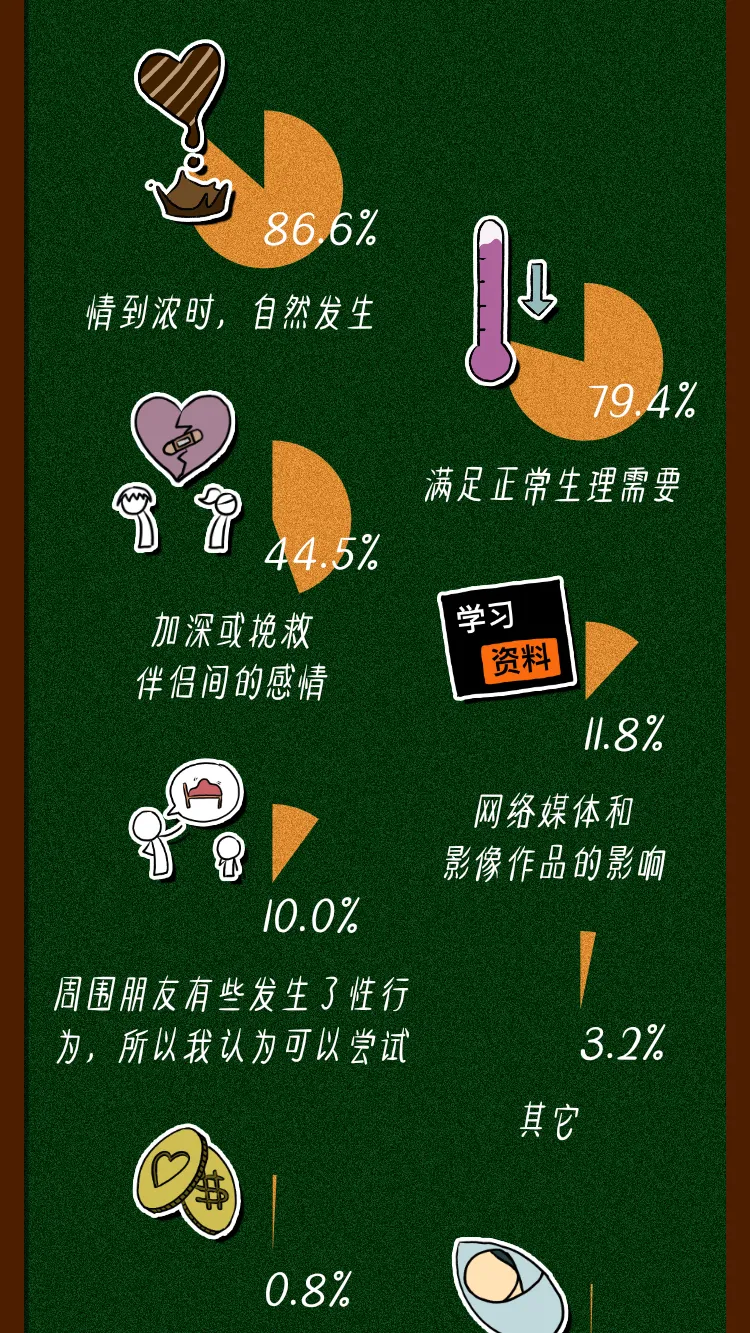 86.6%
情到浓时，自然发生
79.4%
满足正常生理需要
44.5%
加深或挽救
伴侣间的感情
学习
资料
11.8%
网络媒体和
影像作品的影响
10.0%
周围朋友有些发生了性行
为，所以我认为可以尝试
3.2%
其它
0.8%